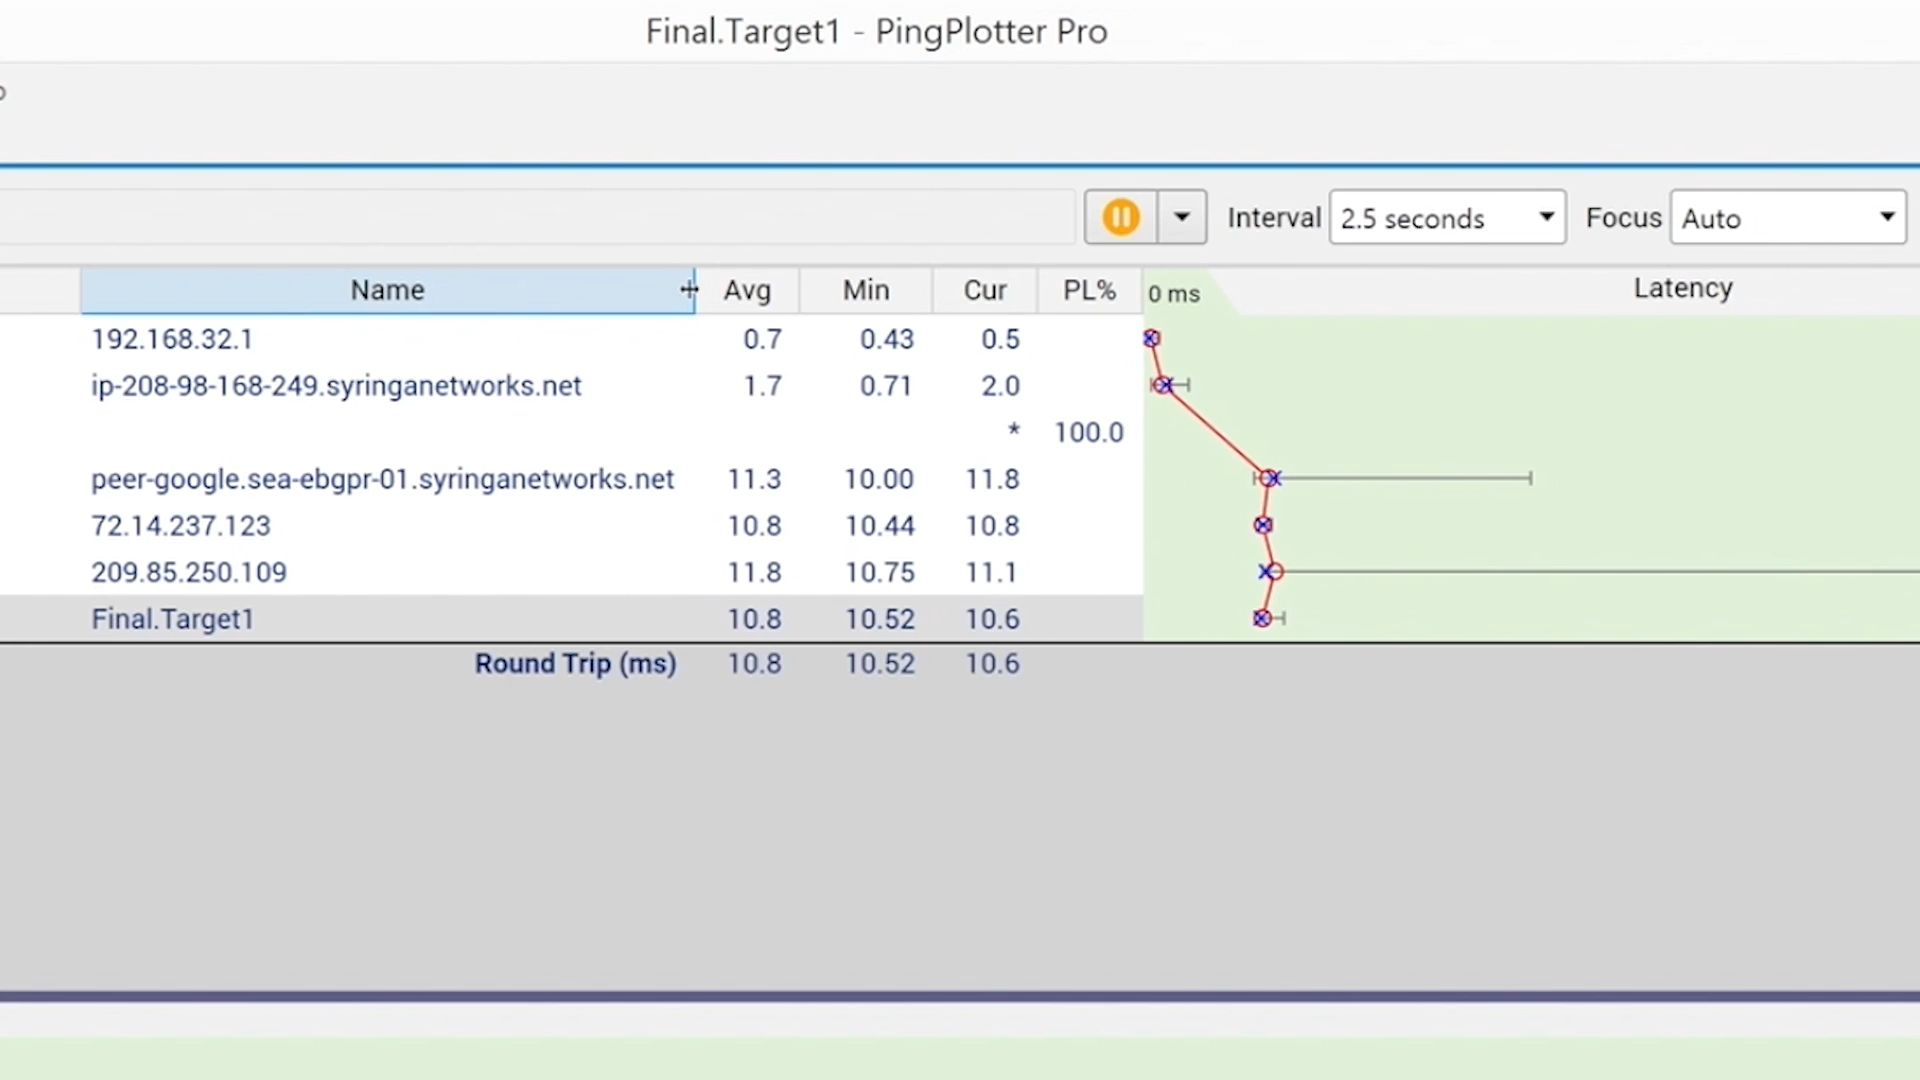 Final.Target1 - PingPlotter Pro
Interval 2.5 seconds Focus Auto
Name Avg Min Cur PL% 0 ms Latency
192.168.32.1 0.7 0.43 0.5
ip-208-98-168-249.syringanetworks.net 1.7 0.71 2.0
* 100.0
peer-google.sea-ebgpr-01.syringanetworks.net 11.3 10.00 11.8
72.14.237.123 10.8 10.44 10.8
209.85.250.109 11.8 10.75 11.1
Final.Target1 10.8 10.52 10.6
Round Trip (ms) 10.8 10.52 10.6